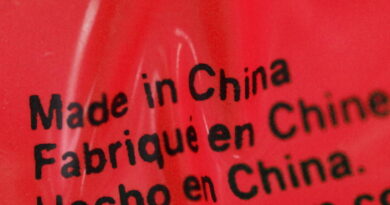 Made in China
Fabriqué en Chine
Hecho en China.